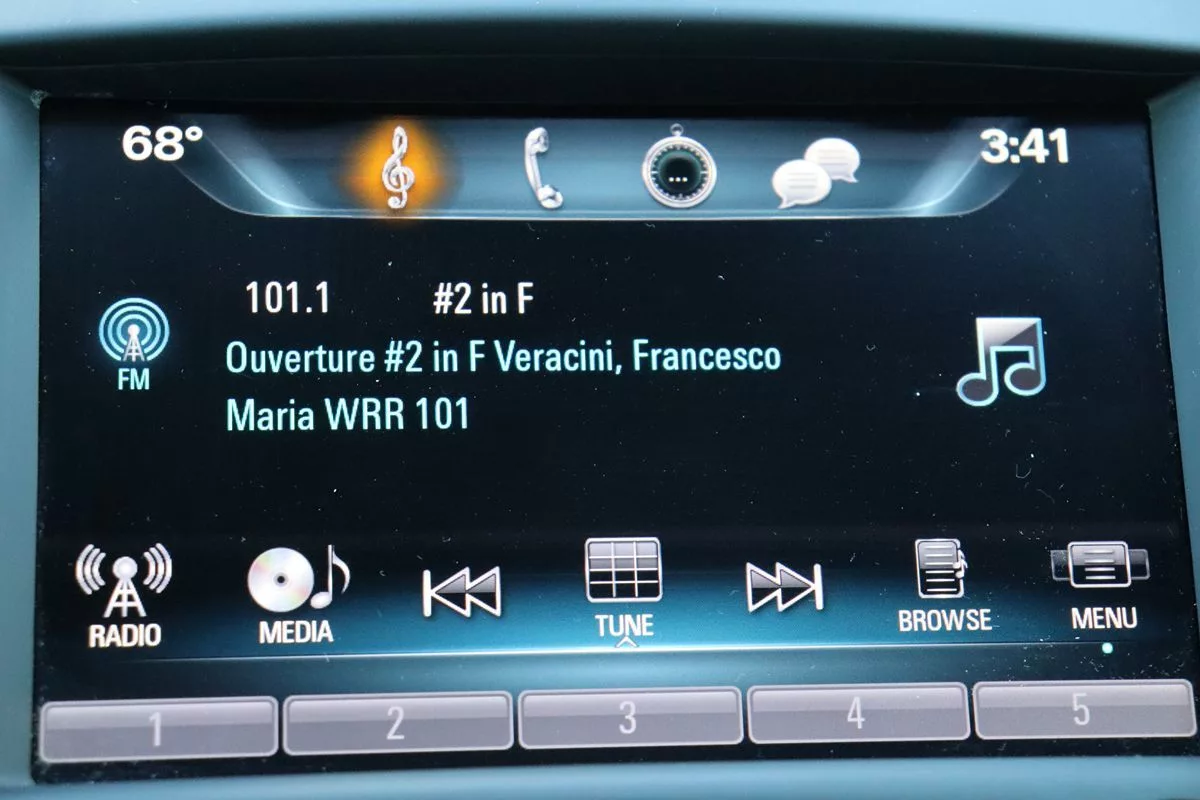 68° 3:41
101.1 #2 in F
FM
Ouverture #2 in F Veracini, Francesco
Maria WRR 101
RADIO MEDIA TUNE BROWSE MENU
1 2 3 4 5